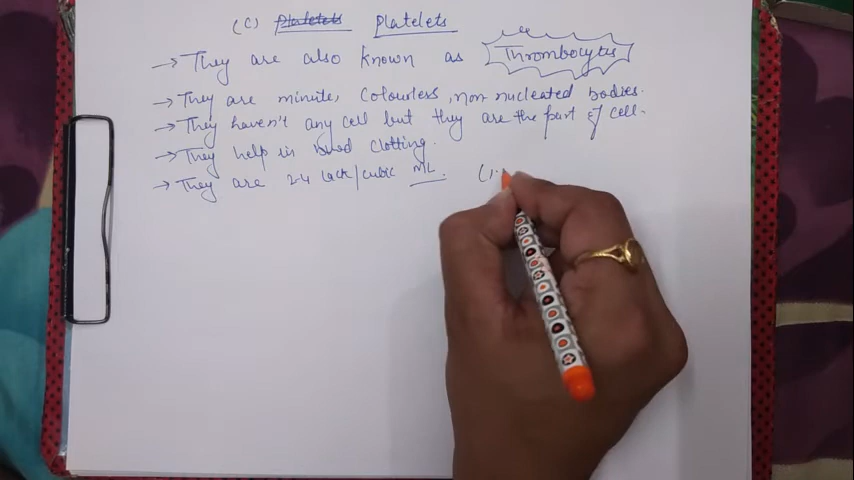 (C) Platelets Platelets
→ They are also known as Thrombocytes
→ They are minute, Colourless, non-nucleated bodies.
→ They haven't any cell but they are the part of cell.
→ They help in blood clotting.
→ They are 2-4 lack/cubic ML. (1.